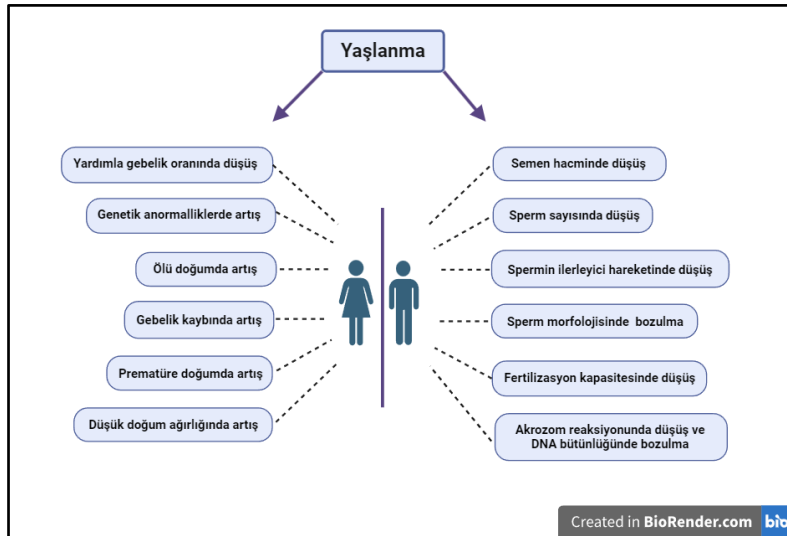 Yaşlanma
Yardımla gebelik oranında düşüş
Genetik anormalliklerde artış
Ölü doğumda artış
Gebelik kaybında artış
Prematüre doğumda artış
Düşük doğum ağırlığında artış
Semen hacminde düşüş
Sperm sayısında düşüş
Spermin ilerleyici hareketinde düşüş
Sperm morfolojisinde bozulma
Fertilizasyon kapasitesinde düşüş
Akrozom reaksiyonunda düşüş ve
DNA bütünlüğünde bozulma
Created in BioRender.com bio